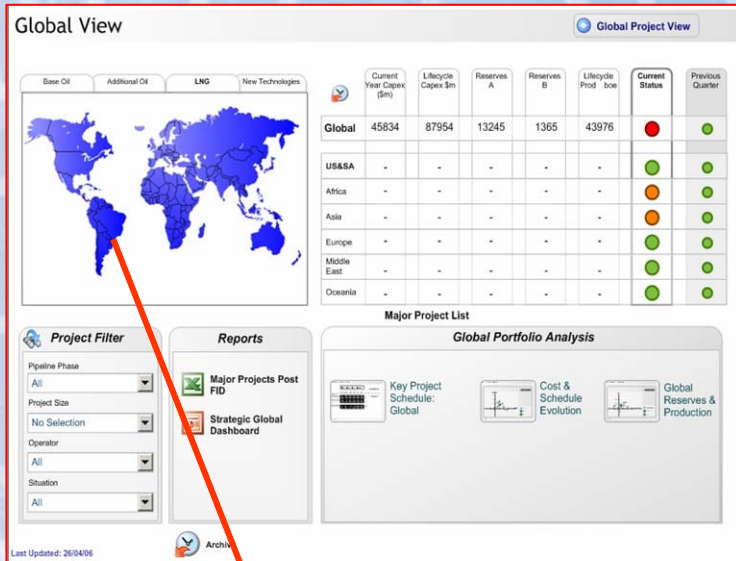 Global View
Global Project View
Base Oil Additional Oil LNG New Technologies
Current Year Capex ($m) Lifecycle Capex $m Reserves A Reserves B Lifecycle Prod boe Current Status Previous Quarter
Global 45834 87954 13245 1365 43976
US&SA - - - - -
Africa - - - - -
Asia - - - - -
Europe - - - - -
Middle East - - - - -
Oceania - - - - -
Major Project List
Project Filter
Pipeline Phase
All
Project Size
No Selection
Operator
All
Situation
All
Reports
Major Projects Post
FID
Strategic Global
Dashboard
Global Portfolio Analysis
Key Project
Schedule:
Global
Cost &
Schedule
Evolution
Global
Reserves &
Production
Last Updated: 26/04/06